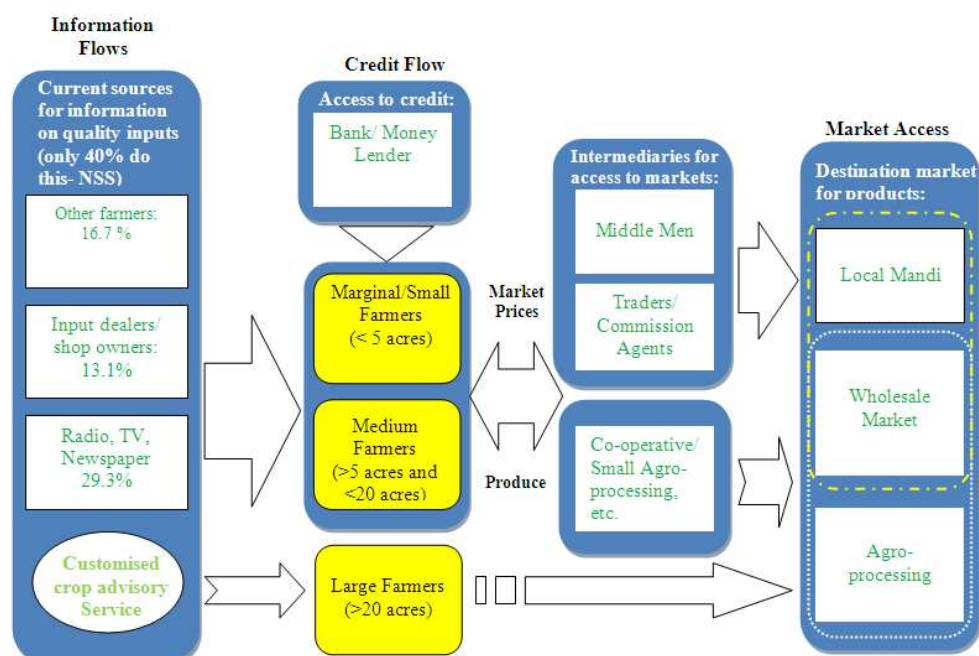 Information
Flows
Current sources
for information
on quality inputs
(only 40% do
this- NSS)
Other farmers:
16.7 %
Input dealers/
shop owners:
13.1%
Radio, TV,
Newspaper
29.3%
Customised
crop advisory
Service
Credit Flow
Access to credit:
Bank/ Money
Lender
Marginal/Small
Farmers
(< 5 acres)
Medium
Farmers
(>5 acres and
<20 acres)
Large Farmers
(>20 acres)
Market
Prices
Produce
Intermediaries for
access to markets:
Middle Men
Traders/
Commission
Agents
Co-operative/
Small Agro-
processing,
etc.
Market Access
Destination market
for products:
Local Mandi
Wholesale
Market
Agro-
processing